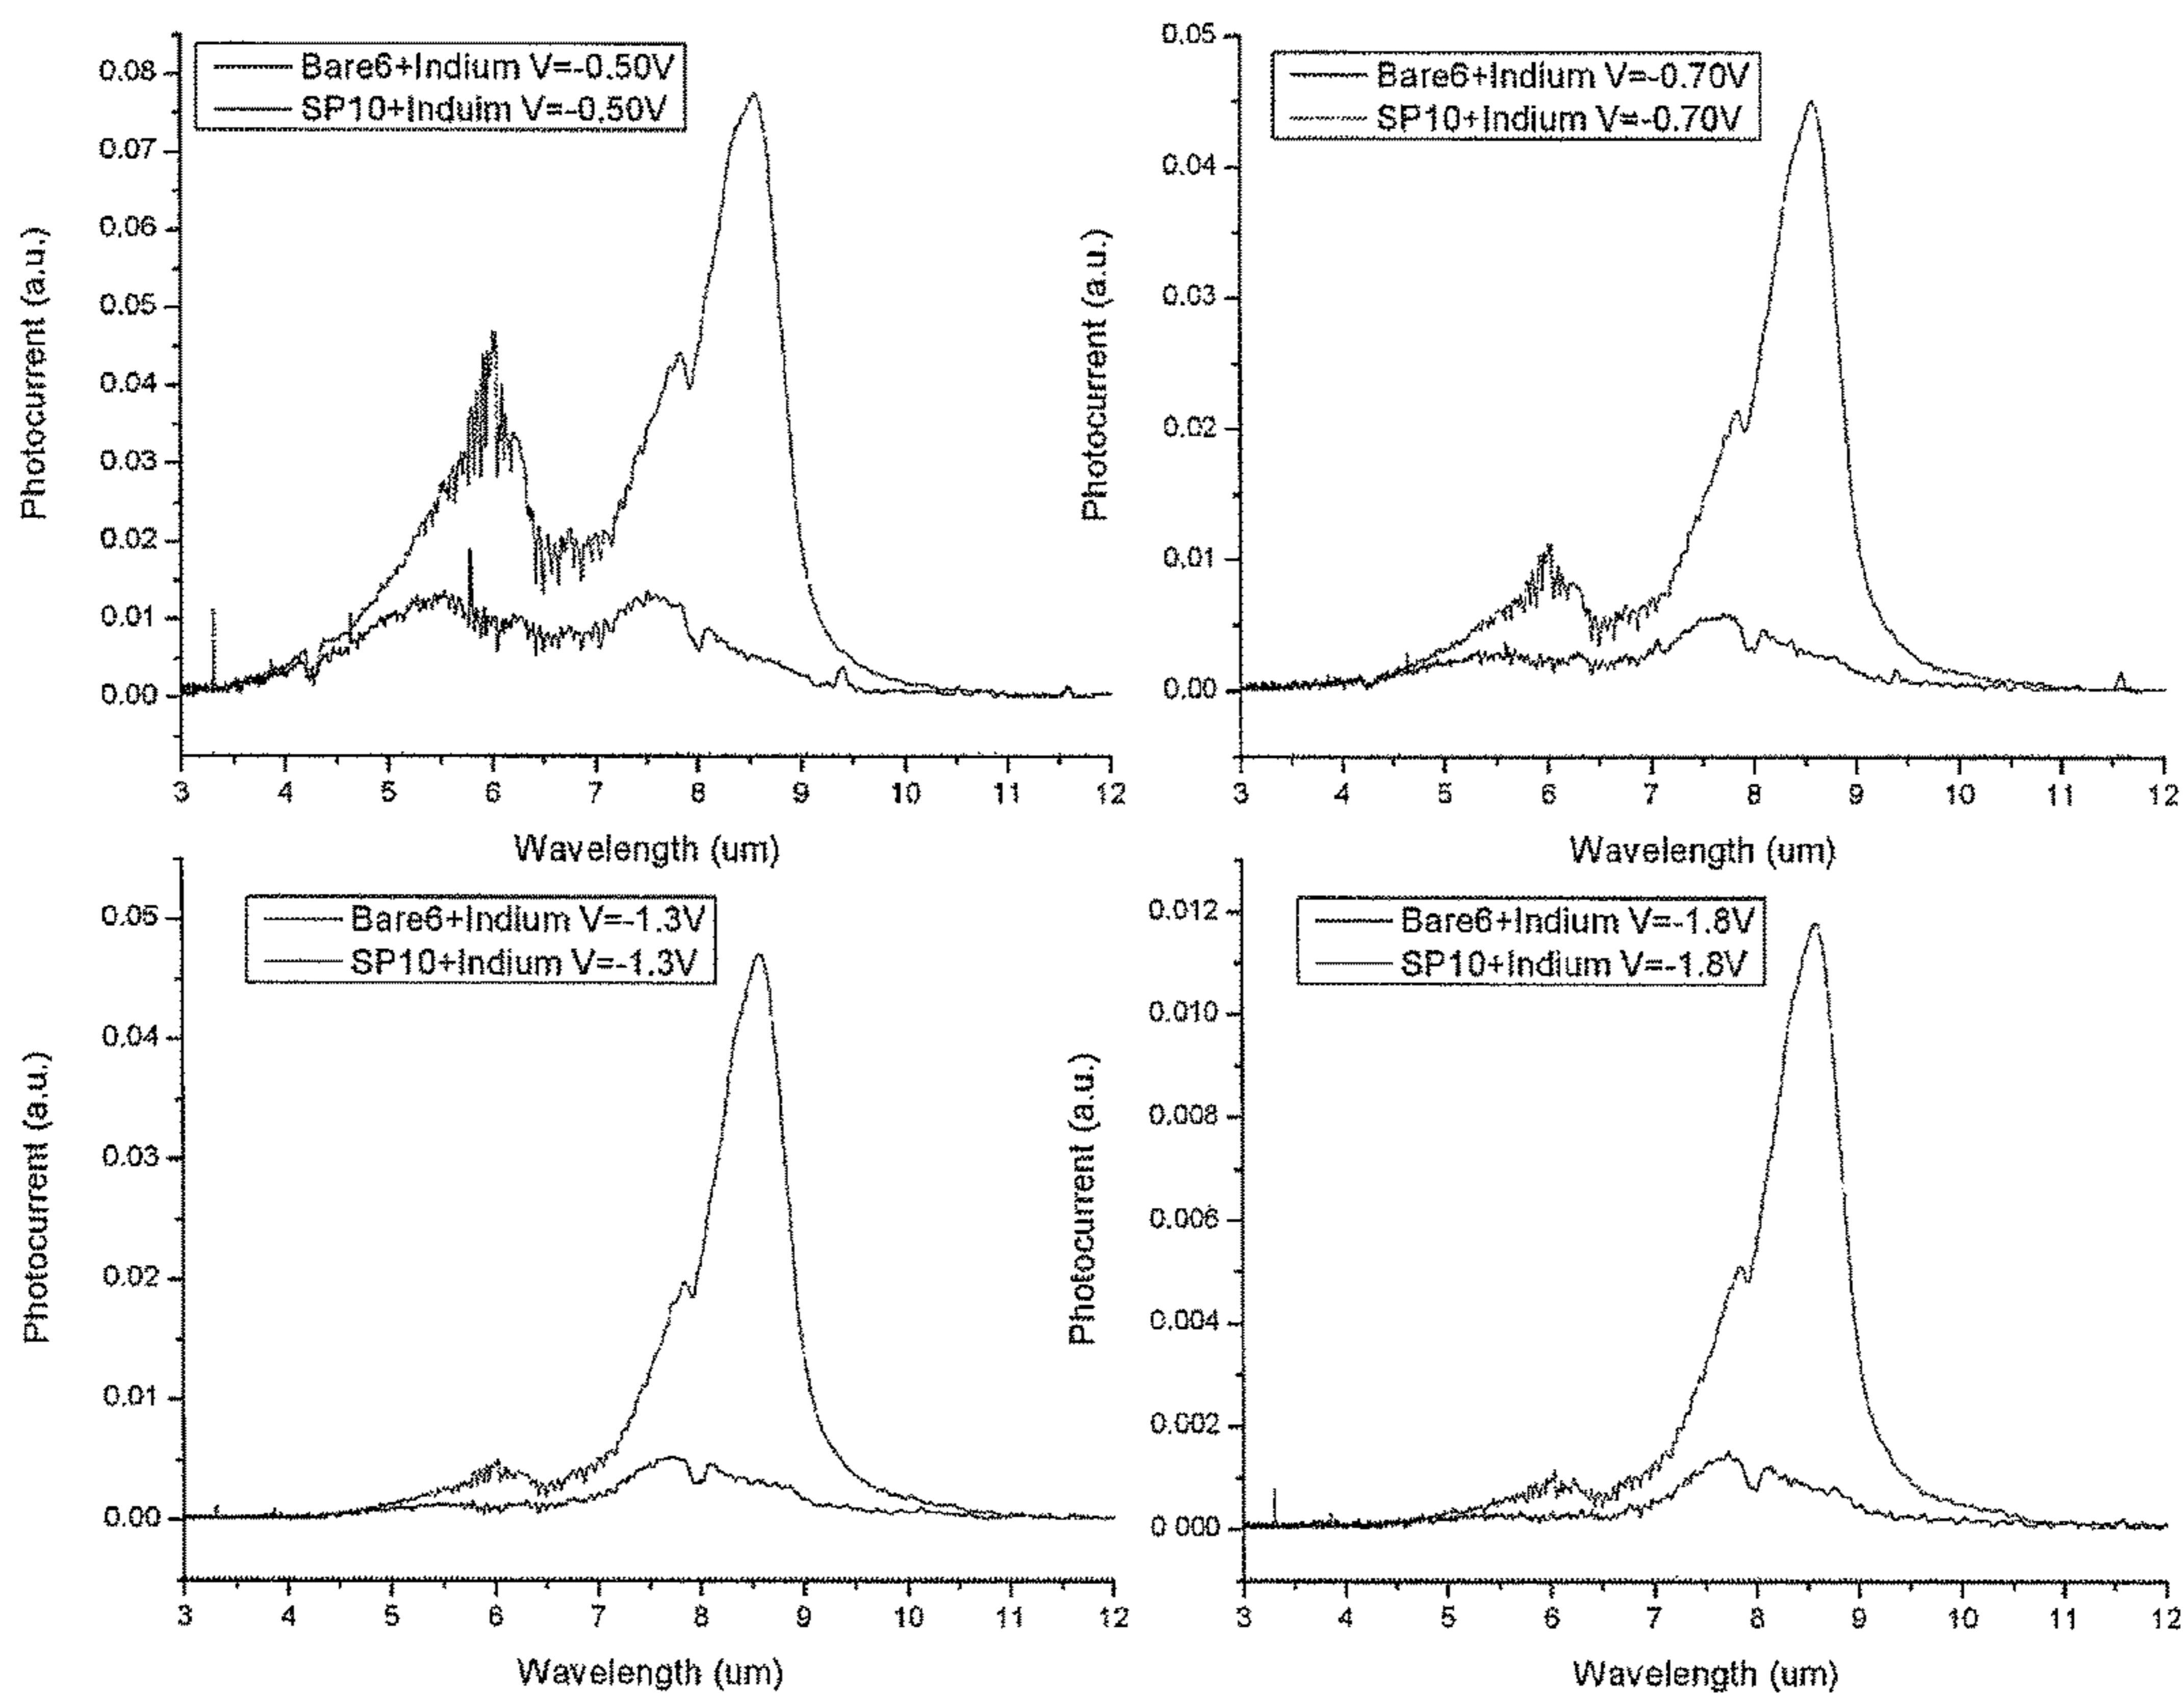 Bare6+Indium V=-0.50V
SP10+Induim V=-0.50V
Photocurrent (a.u.)
0.08
0.07
0.06
0.05
0.04
0.03
0.02
0.01
0.00
3 4 5 6 7 8 9 10 11 12
Wavelength (um)
Bare6+Indium V=-0.70V
SP10+Indium V=-0.70V
Photocurrent (a.u.)
0.05
0.04
0.03
0.02
0.01
0.00
3 4 5 6 7 8 9 10 11 12
Wavelength (um)
Bare6+Indium V=-1.3V
SP10+Indium V=-1.3V
Photocurrent (a.u.)
0.05
0.04
0.03
0.02
0.01
0.00
3 4 5 6 7 8 9 10 11 12
Wavelength (um)
Bare6+Indium V=-1.8V
SP10+Indium V=-1.8V
Photocurrent (a.u.)
0.012
0.010
0.008
0.006
0.004
0.002
0.000
3 4 5 6 7 8 9 10 11 12
Wavelength (um)